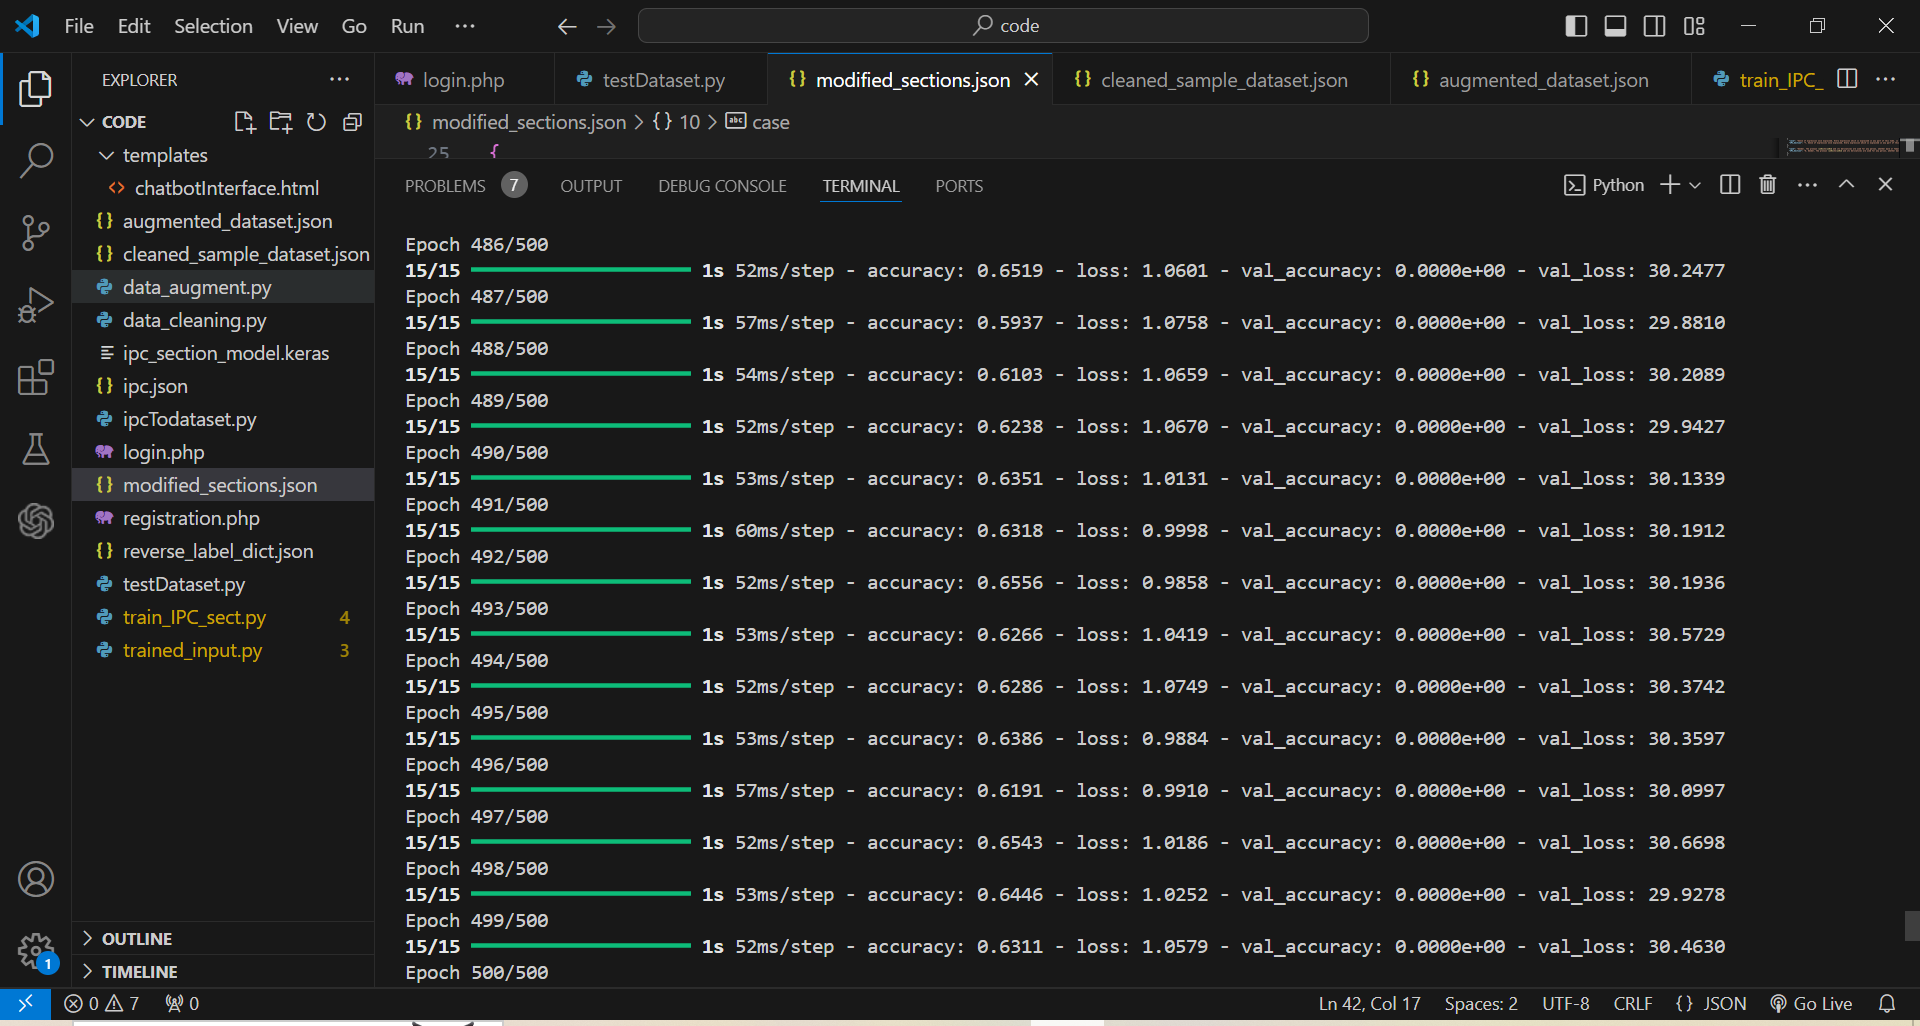 File Edit Selection View Go Run ···
code
EXPLORER
login.php
testDataset.py
modified_sections.json
cleaned_sample_dataset.json
augmented_dataset.json
train_IPC_
CODE
modified_sections.json > {} 10 > abc case
25 {
templates
chatbotInterface.html
augmented_dataset.json
cleaned_sample_dataset.json
data_augment.py
data_cleaning.py
ipc_section_model.keras
ipc.json
ipcTodataset.py
login.php
modified_sections.json
registration.php
reverse_label_dict.json
testDataset.py
train_IPC_sect.py 4
trained_input.py 3
OUTLINE
TIMELINE
PROBLEMS 7 OUTPUT DEBUG CONSOLE TERMINAL PORTS
Python
Epoch 486/500
15/15 1s 52ms/step - accuracy: 0.6519 - loss: 1.0601 - val_accuracy: 0.0000e+00 - val_loss: 30.2477
Epoch 487/500
15/15 1s 57ms/step - accuracy: 0.5937 - loss: 1.0758 - val_accuracy: 0.0000e+00 - val_loss: 29.8810
Epoch 488/500
15/15 1s 54ms/step - accuracy: 0.6103 - loss: 1.0659 - val_accuracy: 0.0000e+00 - val_loss: 30.2089
Epoch 489/500
15/15 1s 52ms/step - accuracy: 0.6238 - loss: 1.0670 - val_accuracy: 0.0000e+00 - val_loss: 29.9427
Epoch 490/500
15/15 1s 53ms/step - accuracy: 0.6351 - loss: 1.0131 - val_accuracy: 0.0000e+00 - val_loss: 30.1339
Epoch 491/500
15/15 1s 60ms/step - accuracy: 0.6318 - loss: 0.9998 - val_accuracy: 0.0000e+00 - val_loss: 30.1912
Epoch 492/500
15/15 1s 52ms/step - accuracy: 0.6556 - loss: 0.9858 - val_accuracy: 0.0000e+00 - val_loss: 30.1936
Epoch 493/500
15/15 1s 53ms/step - accuracy: 0.6266 - loss: 1.0419 - val_accuracy: 0.0000e+00 - val_loss: 30.5729
Epoch 494/500
15/15 1s 52ms/step - accuracy: 0.6286 - loss: 1.0749 - val_accuracy: 0.0000e+00 - val_loss: 30.3742
Epoch 495/500
15/15 1s 53ms/step - accuracy: 0.6386 - loss: 0.9884 - val_accuracy: 0.0000e+00 - val_loss: 30.3597
Epoch 496/500
15/15 1s 57ms/step - accuracy: 0.6191 - loss: 0.9910 - val_accuracy: 0.0000e+00 - val_loss: 30.0997
Epoch 497/500
15/15 1s 52ms/step - accuracy: 0.6543 - loss: 1.0186 - val_accuracy: 0.0000e+00 - val_loss: 30.6698
Epoch 498/500
15/15 1s 53ms/step - accuracy: 0.6446 - loss: 1.0252 - val_accuracy: 0.0000e+00 - val_loss: 29.9278
Epoch 499/500
15/15 1s 52ms/step - accuracy: 0.6311 - loss: 1.0579 - val_accuracy: 0.0000e+00 - val_loss: 30.4630
Epoch 500/500
1
0 7 0
Ln 42, Col 17 Spaces: 2 UTF-8 CRLF {} JSON Go Live